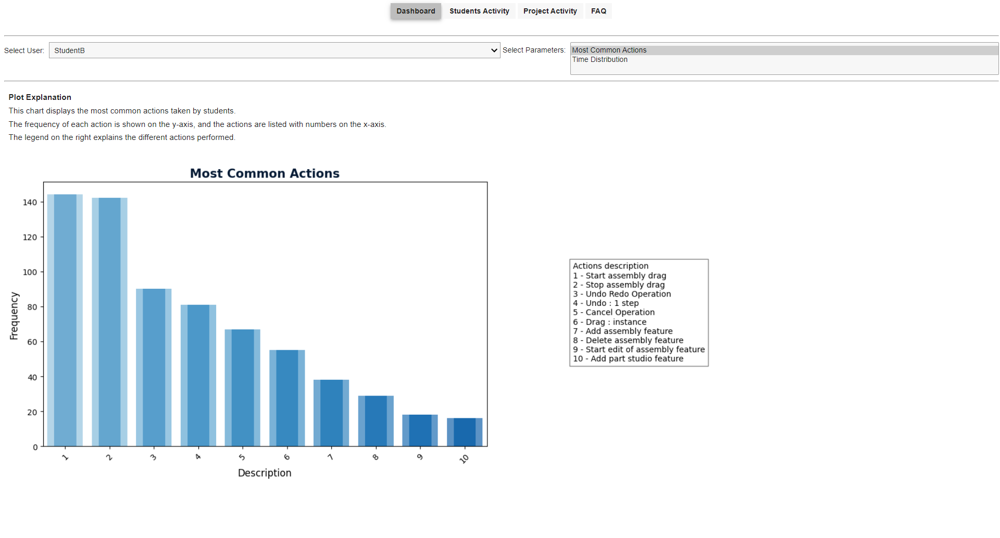 Dashboard Students Activity Project Activity FAQ
Select User: StudentB Select Parameters: Most Common Actions
Time Distribution
Plot Explanation
This chart displays the most common actions taken by students.
The frequency of each action is shown on the y-axis, and the actions are listed with numbers on the x-axis.
The legend on the right explains the different actions performed.
Most Common Actions
140
120
100
80
60
40
20
0
Frequency
1 2 3 4 5 6 7 8 9 10
Description
Actions description
1 - Start assembly drag
2 - Stop assembly drag
3 - Undo Redo Operation
4 - Undo : 1 step
5 - Cancel Operation
6 - Drag : instance
7 - Add assembly feature
8 - Delete assembly feature
9 - Start edit of assembly feature
10 - Add part studio feature